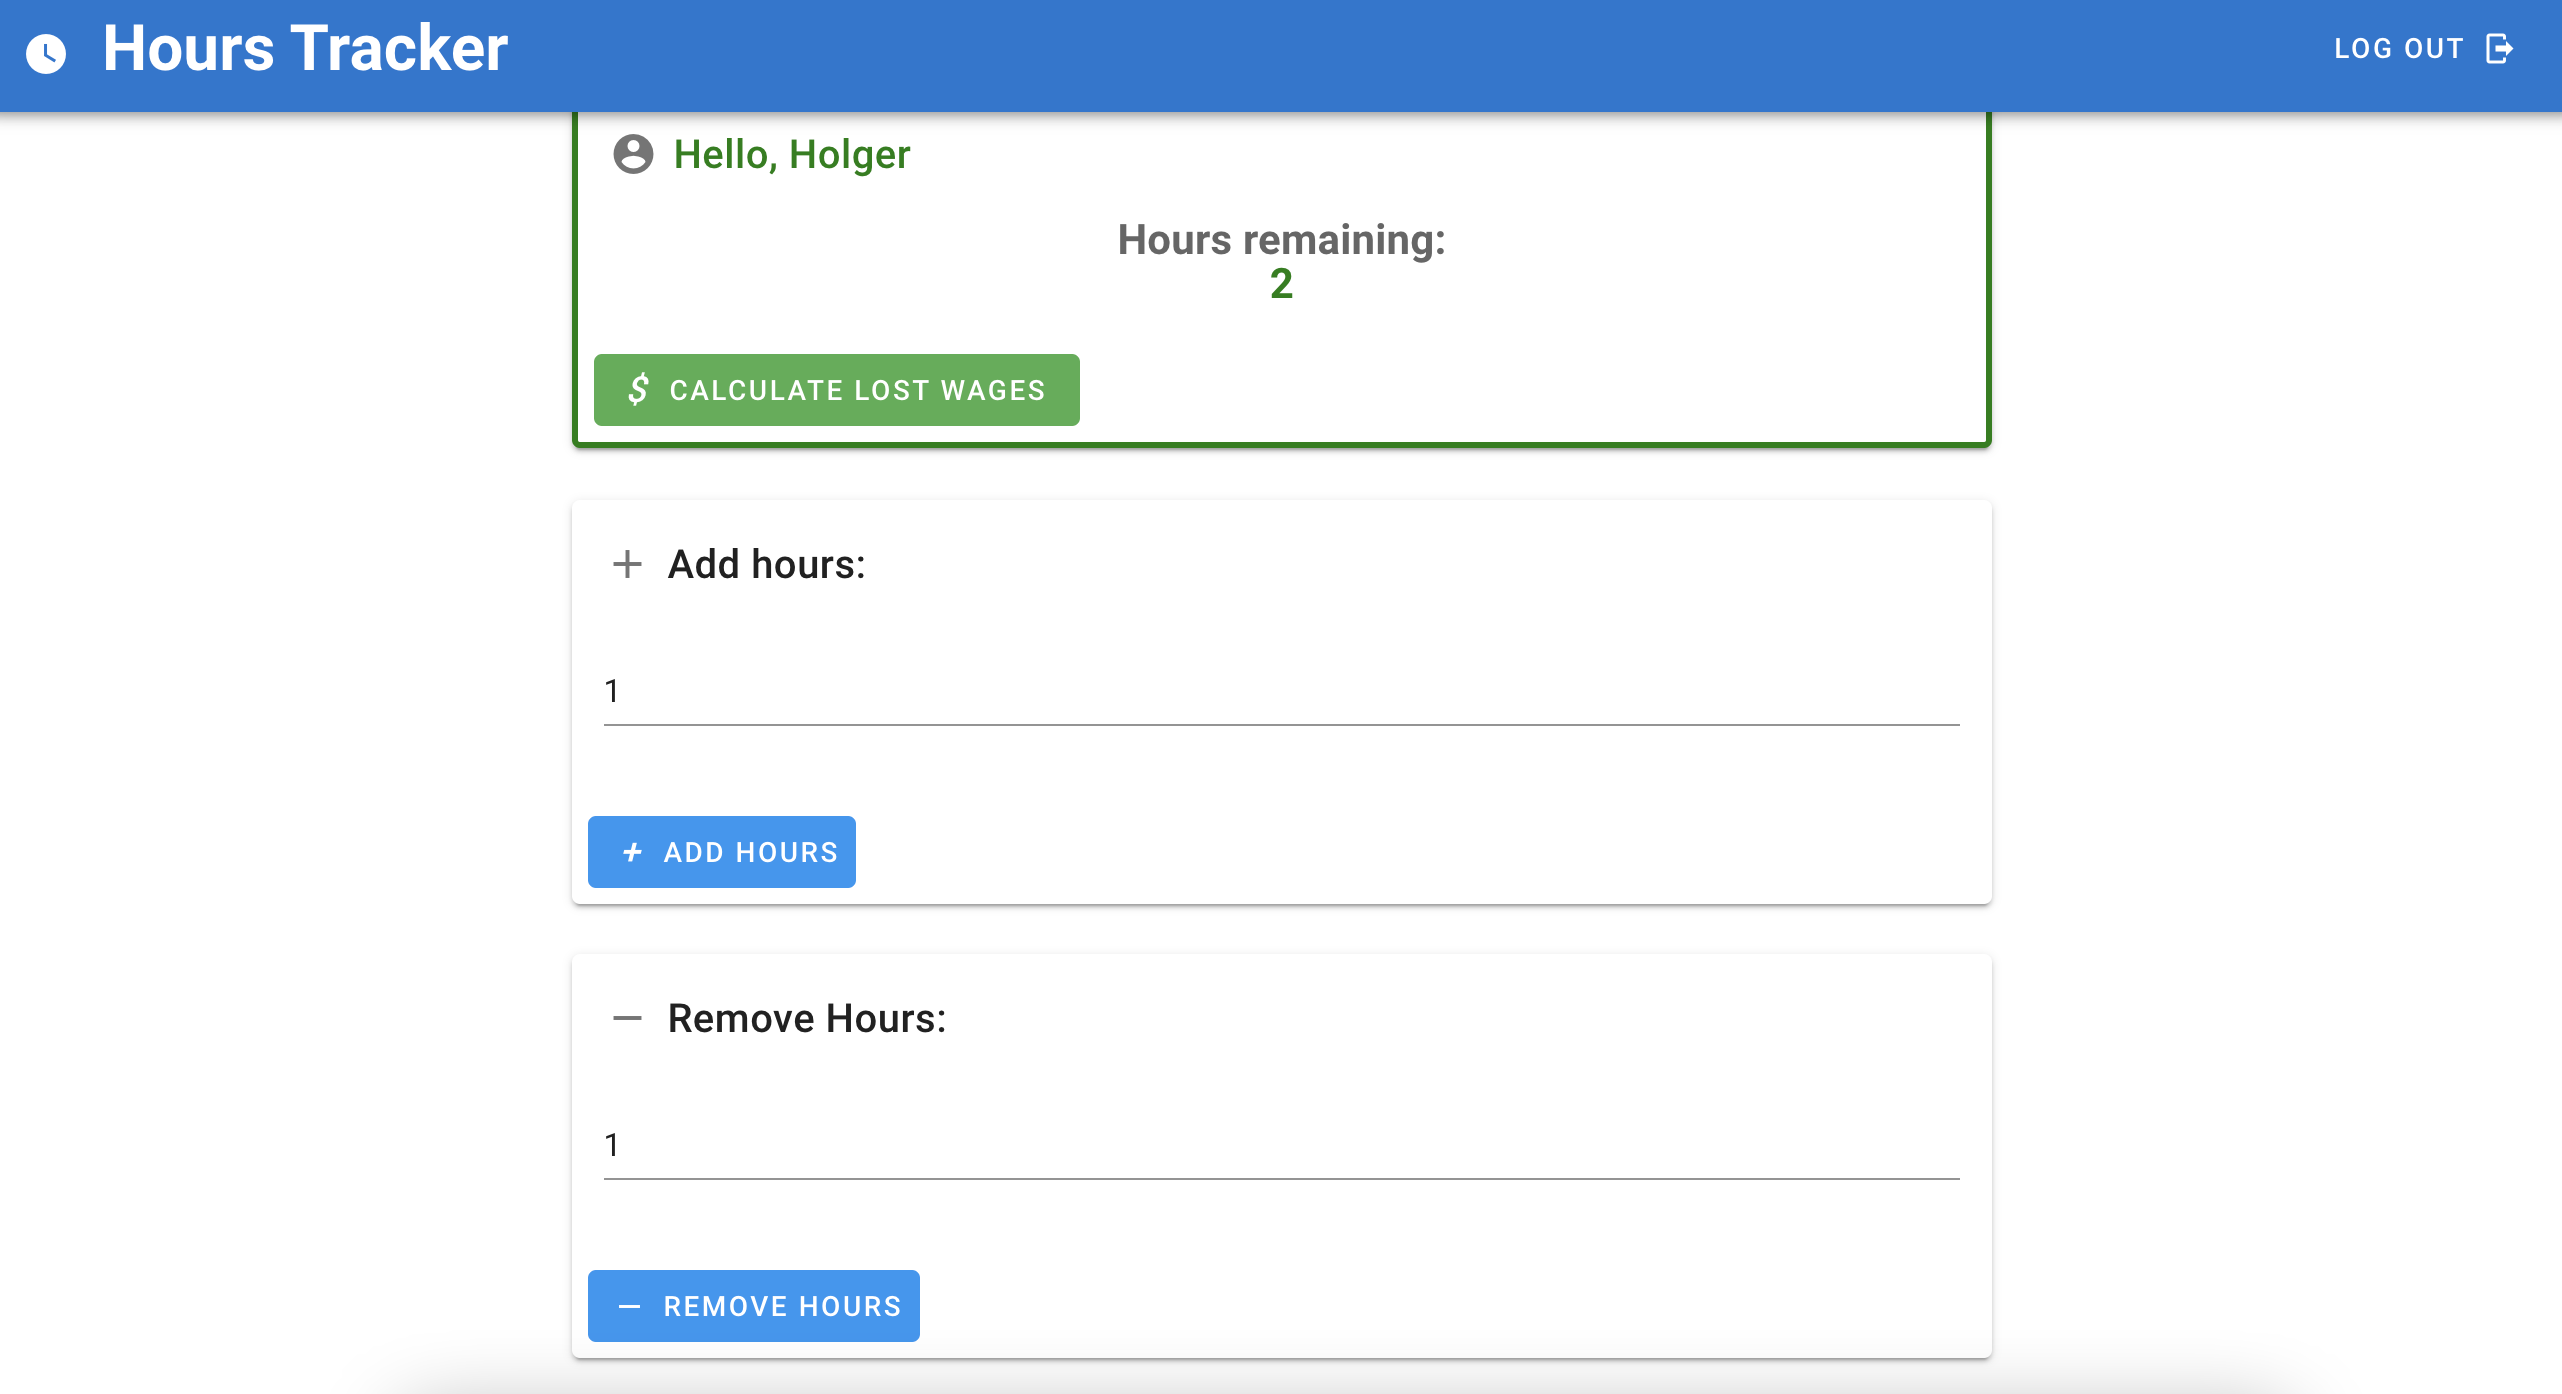 Hours Tracker
LOG OUT
Hello, Holger
Hours remaining:
2
$ CALCULATE LOST WAGES
+ Add hours:
1
+ ADD HOURS
− Remove Hours:
1
− REMOVE HOURS